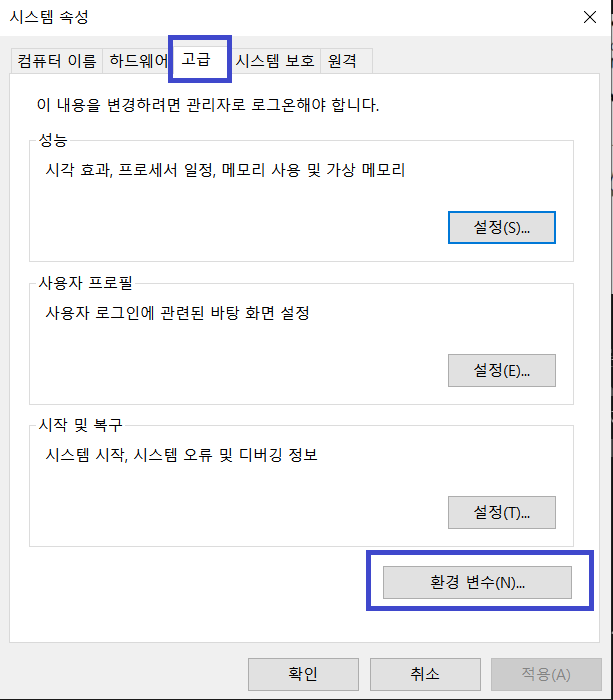 시스템 속성
컴퓨터 이름 하드웨어 고급 시스템 보호 원격
이 내용을 변경하려면 관리자로 로그온해야 합니다.
성능
시각 효과, 프로세서 일정, 메모리 사용 및 가상 메모리
설정(S)...
사용자 프로필
사용자 로그인에 관련된 바탕 화면 설정
설정(E)...
시작 및 복구
시스템 시작, 시스템 오류 및 디버깅 정보
설정(T)...
환경 변수(N)...
확인 취소 적용(A)